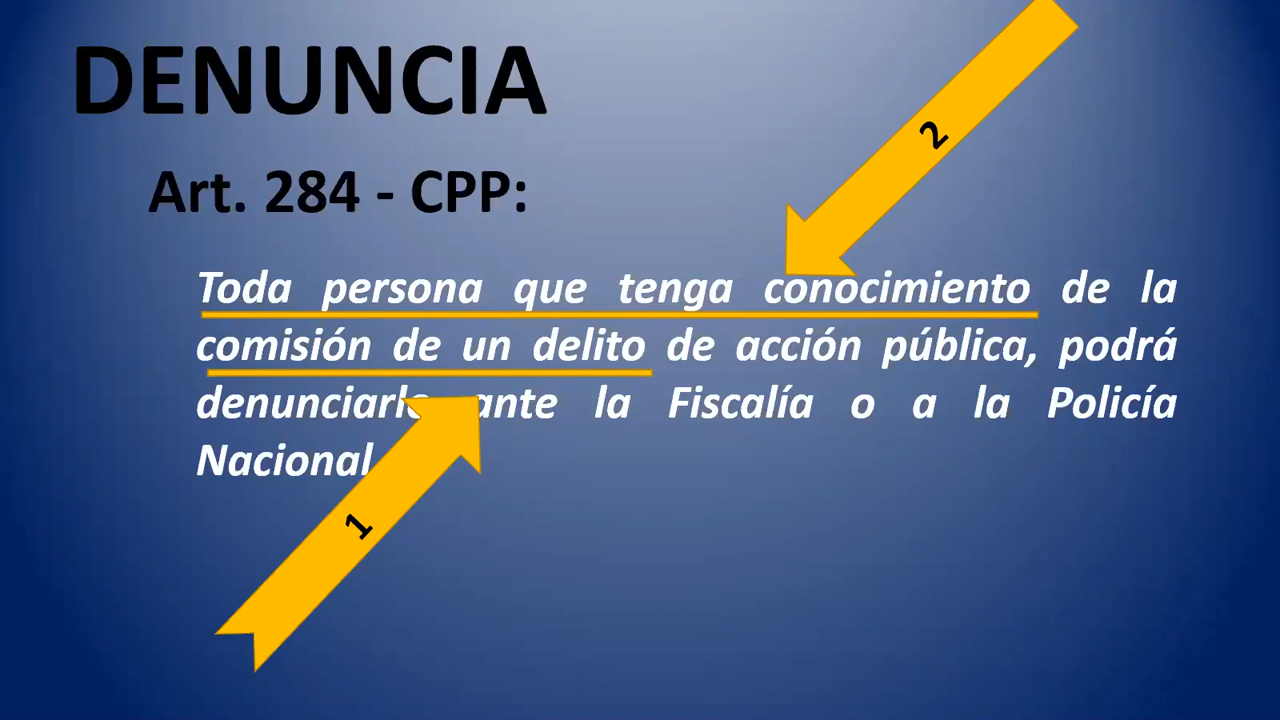 DENUNCIA
Art. 284 - CPP:
Toda persona que tenga conocimiento de la
comisión de un delito de acción pública, podrá
denunciarlo ante la Fiscalía o a la Policía
Nacional
2
1